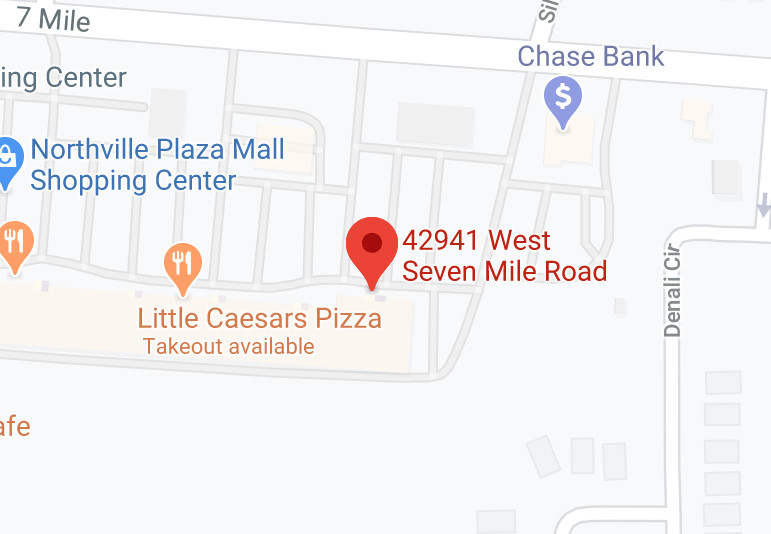 7 Mile
Sil
Chase Bank
ing Center
Northville Plaza Mall
Shopping Center
42941 West
Seven Mile Road
Denali Cir
Little Caesars Pizza
Takeout available
afe